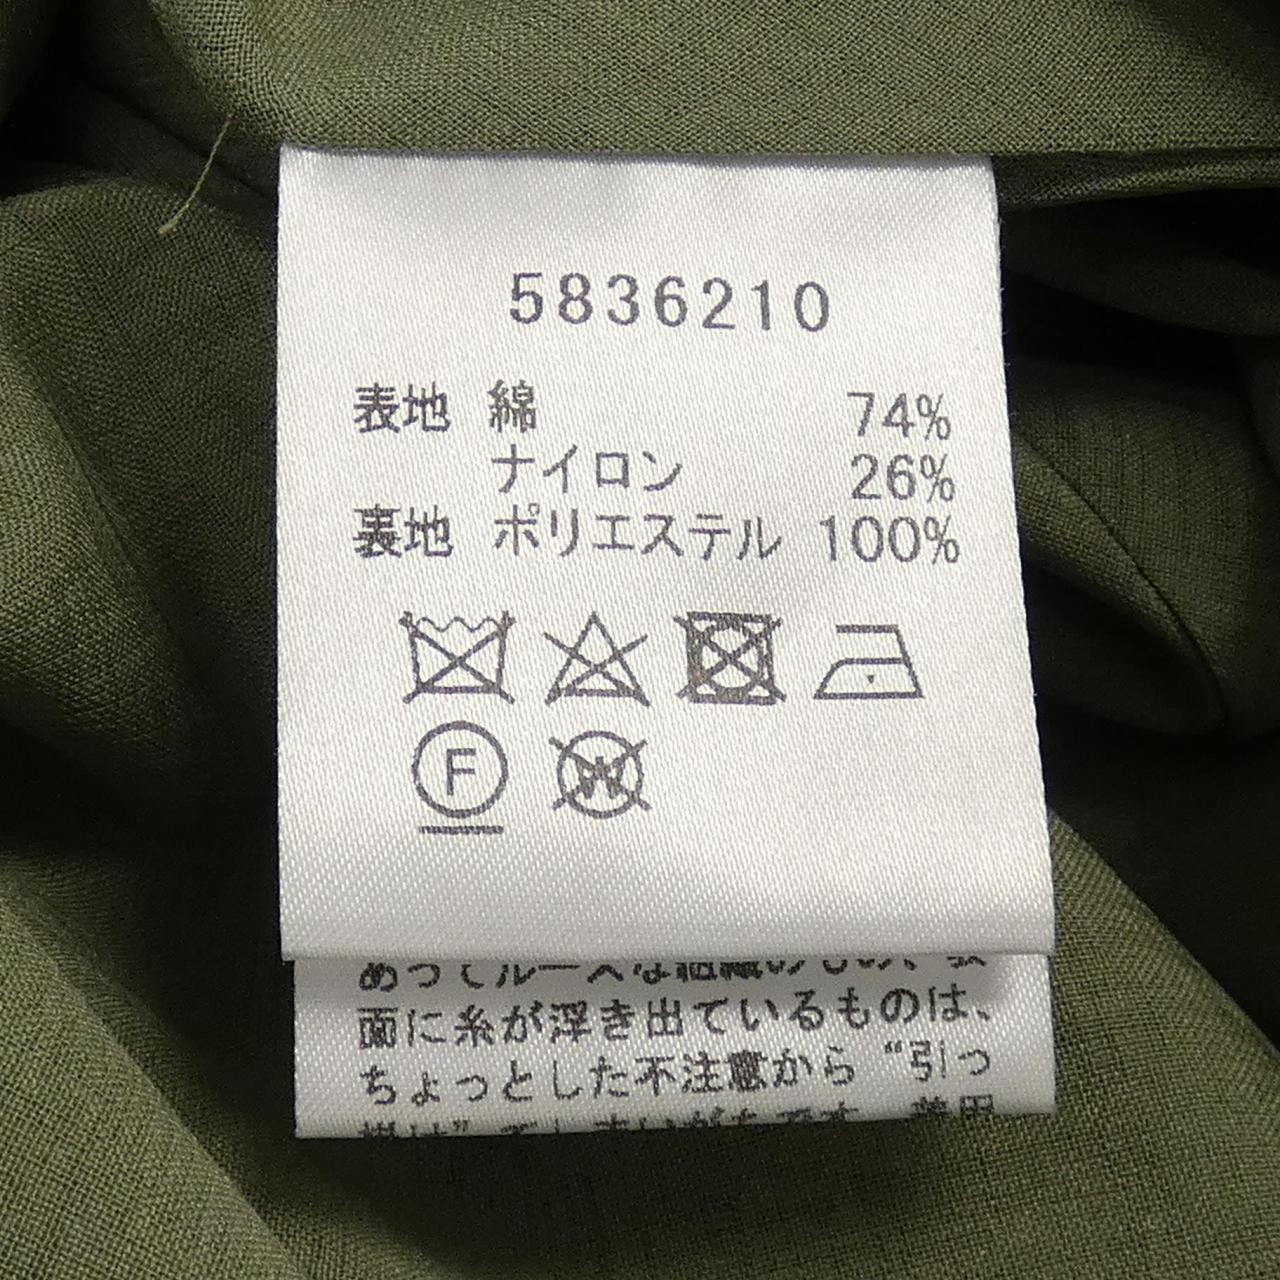 5836210
表地 綿 74%
ナイロン 26%
裏地 ポリエステル 100%
F
W
面に糸が浮き出ているものは、
ちょっとした不注意から“引っ